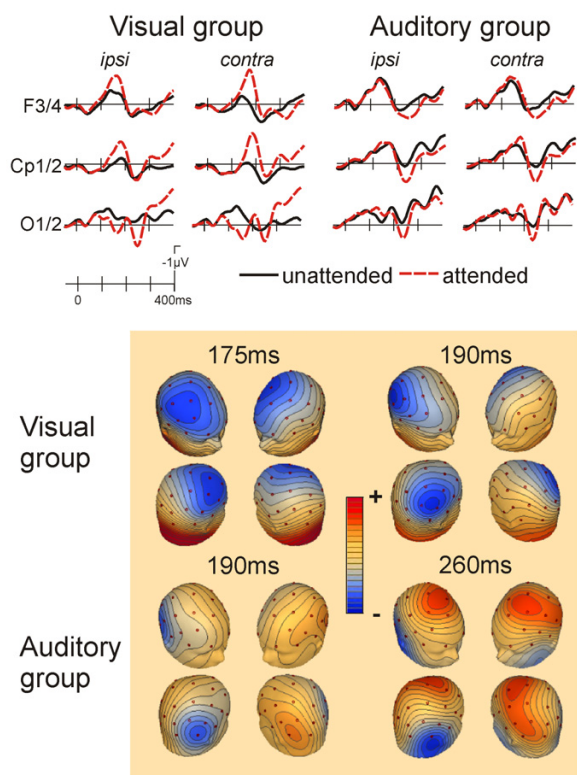 Visual group Auditory group
ipsi contra ipsi contra
F3/4
Cp1/2
O1/2
-1µV
unattended attended
0 400ms
175ms 190ms
Visual
group
+
-
190ms 260ms
Auditory
group